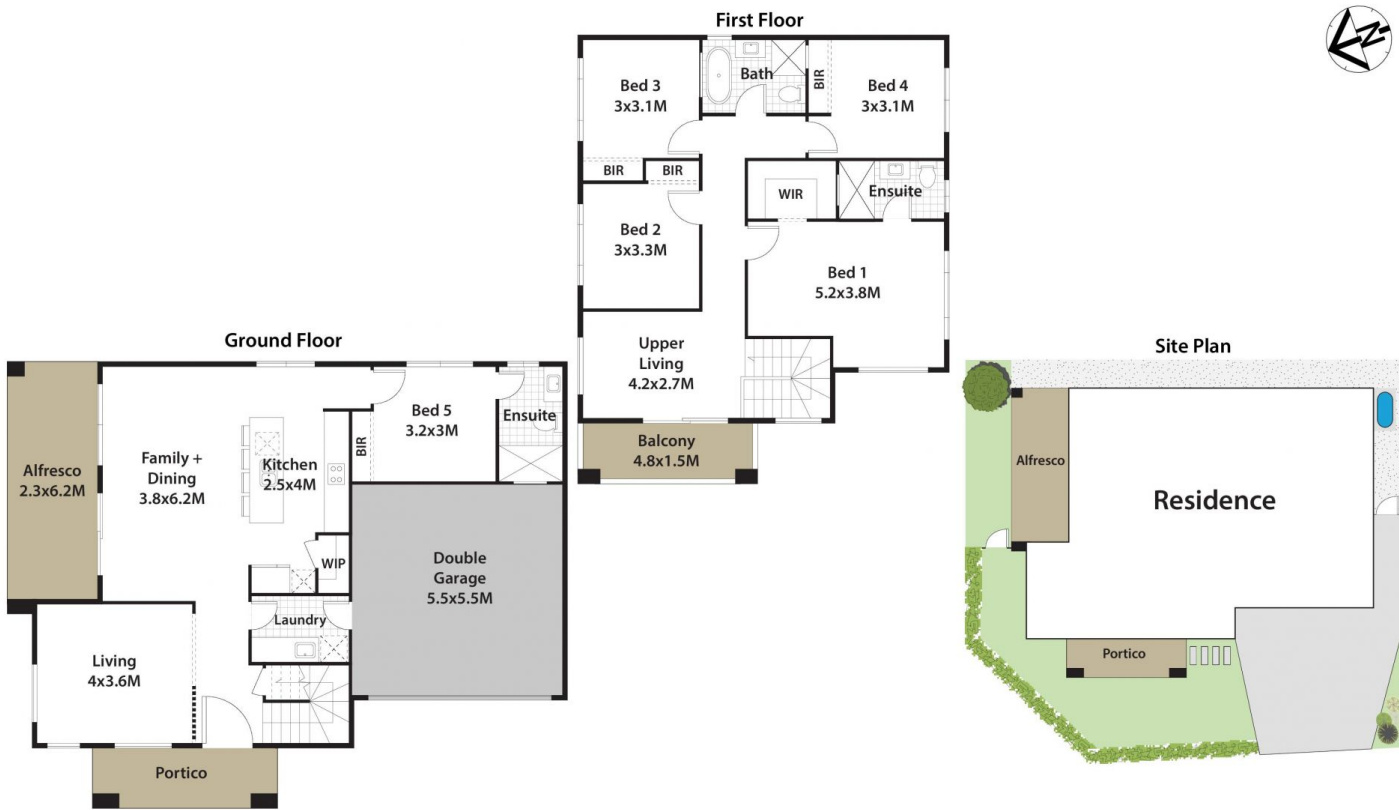 First Floor
Bed 3
3x3.1M
Bath
BIR
Bed 4
3x3.1M
BIR
BIR
WIR
Ensuite
Bed 2
3x3.3M
Bed 1
5.2x3.8M
Upper
Living
4.2x2.7M
Balcony
4.8x1.5M
Ground Floor
Alfresco
2.3x6.2M
Family +
Dining
3.8x6.2M
Kitchen
2.5x4M
BIR
Bed 5
3.2x3M
Ensuite
WIP
Double
Garage
5.5x5.5M
Laundry
Living
4x3.6M
Portico
N
Site Plan
Alfresco
Residence
Portico